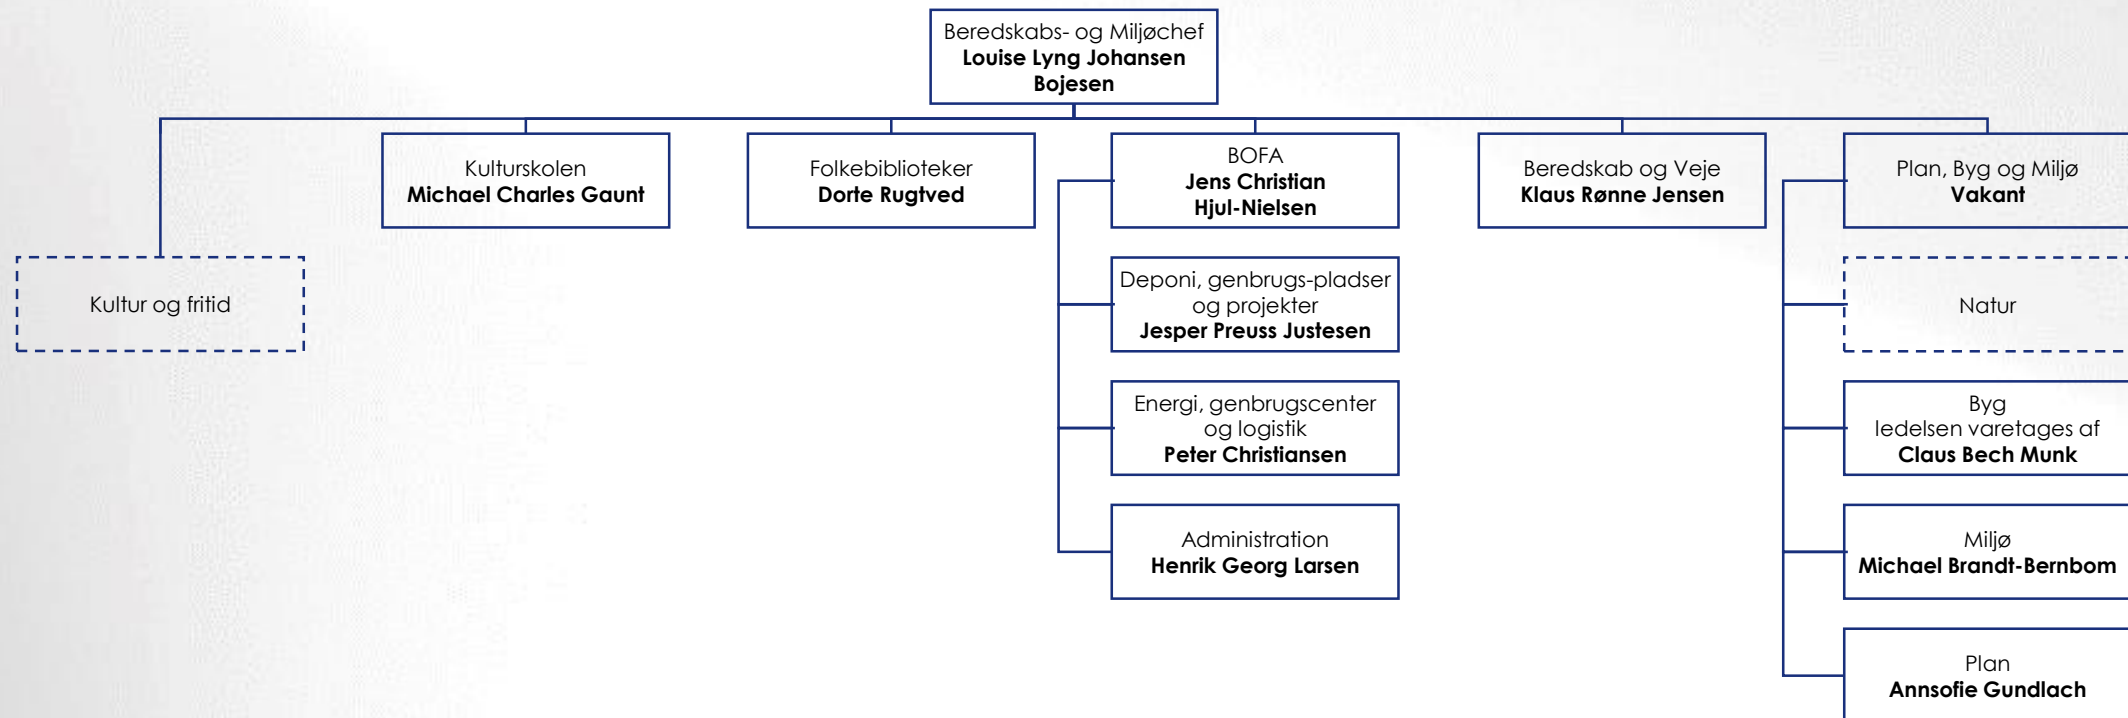 Beredskabs- og Miljøchef
Louise Lyng Johansen
Bojesen
Kultur og fritid
Kulturskolen
Michael Charles Gaunt
Folkebiblioteker
Dorte Rugtved
BOFA
Jens Christian
Hjul-Nielsen
Deponi, genbrugs-pladser
og projekter
Jesper Preuss Justesen
Energi, genbrugscenter
og logistik
Peter Christiansen
Administration
Henrik Georg Larsen
Beredskab og Veje
Klaus Rønne Jensen
Plan, Byg og Miljø
Vakant
Natur
Byg
ledelsen varetages af
Claus Bech Munk
Miljø
Michael Brandt-Bernbom
Plan
Annsofie Gundlach